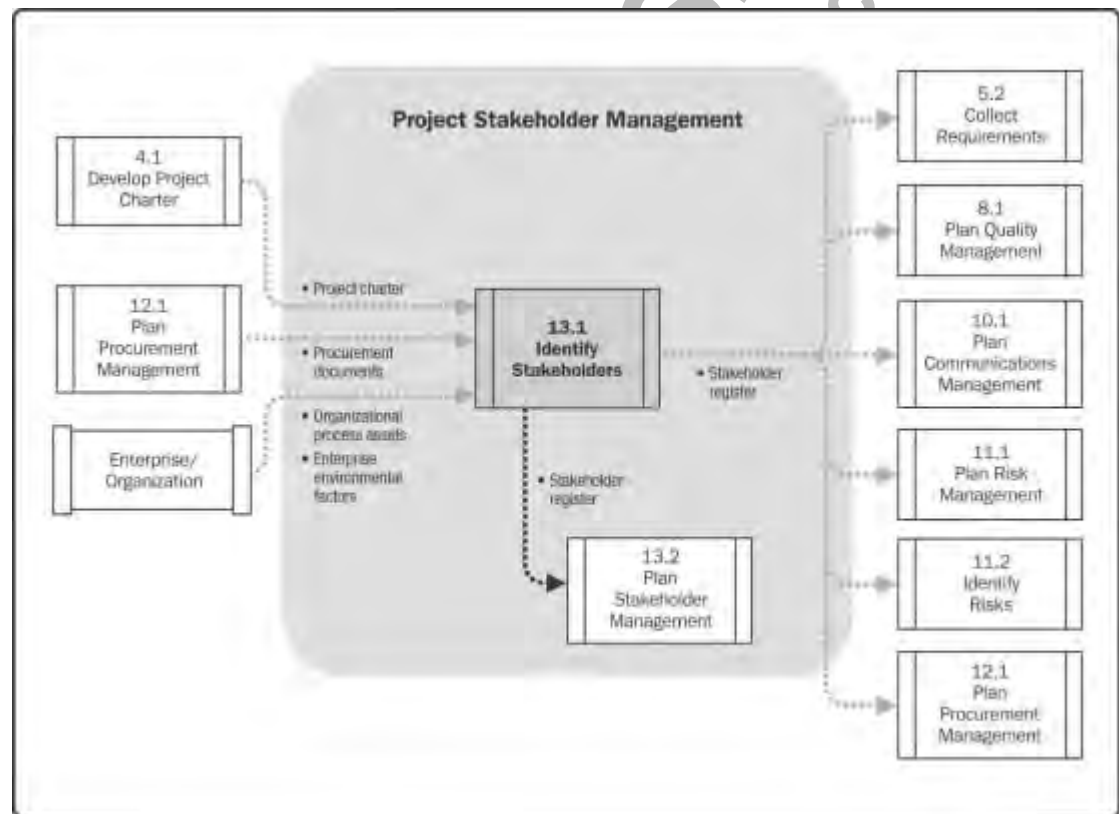 Project Stakeholder Management
4.1
Develop Project
Charter
12.1
Plan
Procurement
Management
Enterprise/
Organization
• Project charter
• Procurement
documents
• Organizational
process assets
• Enterprise
environmental
factors
13.1
Identify
Stakeholders
• Stakeholder
register
• Stakeholder
register
13.2
Plan
Stakeholder
Management
5.2
Collect
Requirements
8.1
Plan Quality
Management
10.1
Plan
Communications
Management
11.1
Plan Risk
Management
11.2
Identify
Risks
12.1
Plan
Procurement
Management